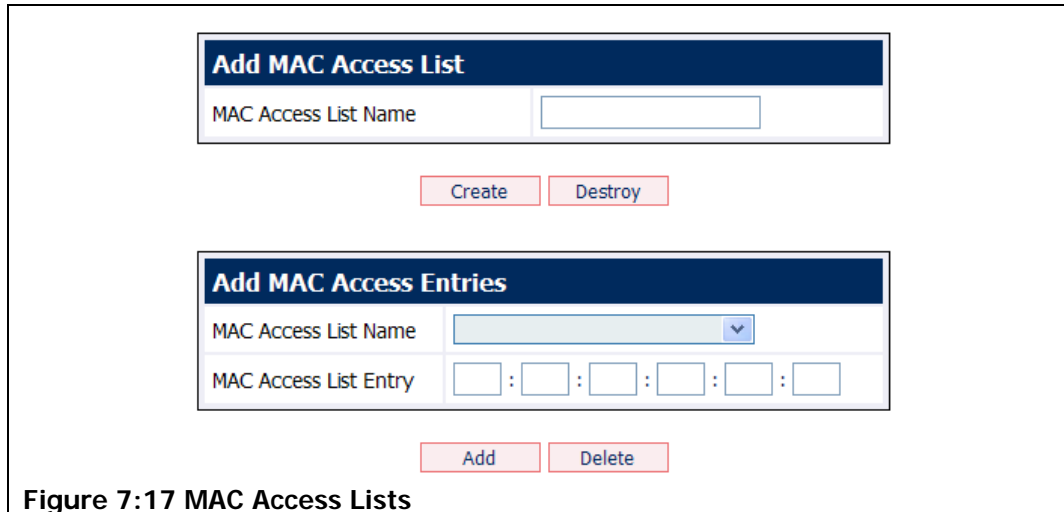 Add MAC Access List
MAC Access List Name
Create Destroy
Add MAC Access Entries
MAC Access List Name
MAC Access List Entry : : : : :
Add Delete
Figure 7:17 MAC Access Lists